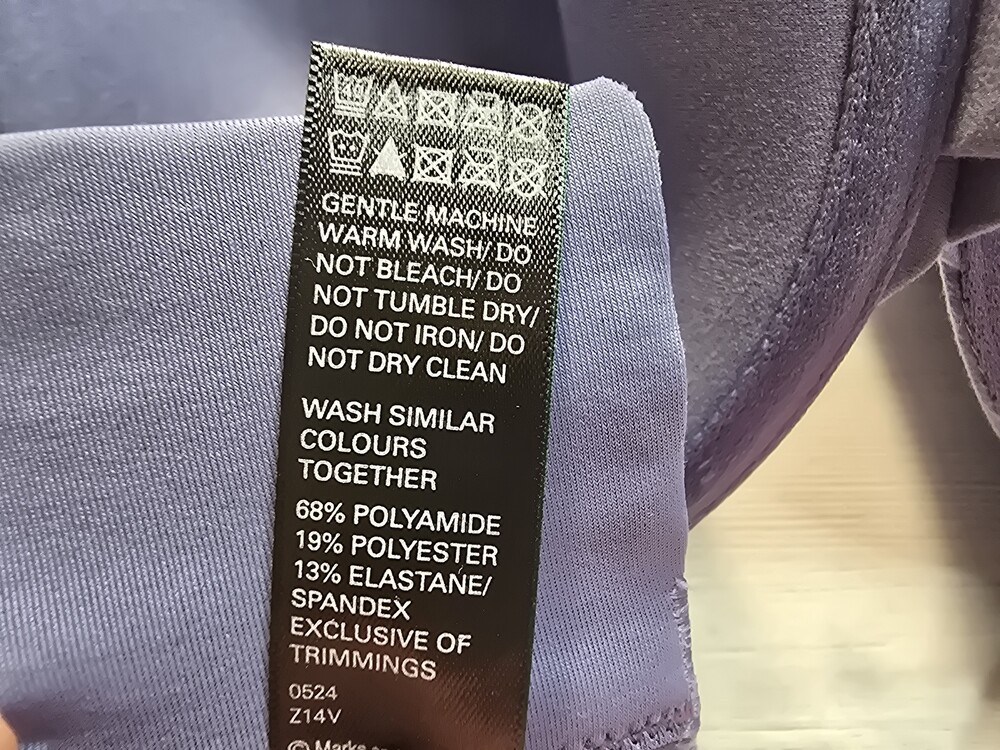 GENTLE MACHINE
WARM WASH/ DO
NOT BLEACH/ DO
NOT TUMBLE DRY/
DO NOT IRON/ DO
NOT DRY CLEAN
WASH SIMILAR
COLOURS
TOGETHER
68% POLYAMIDE
19% POLYESTER
13% ELASTANE/
SPANDEX
EXCLUSIVE OF
TRIMMINGS
0524
Z14V
© Marks